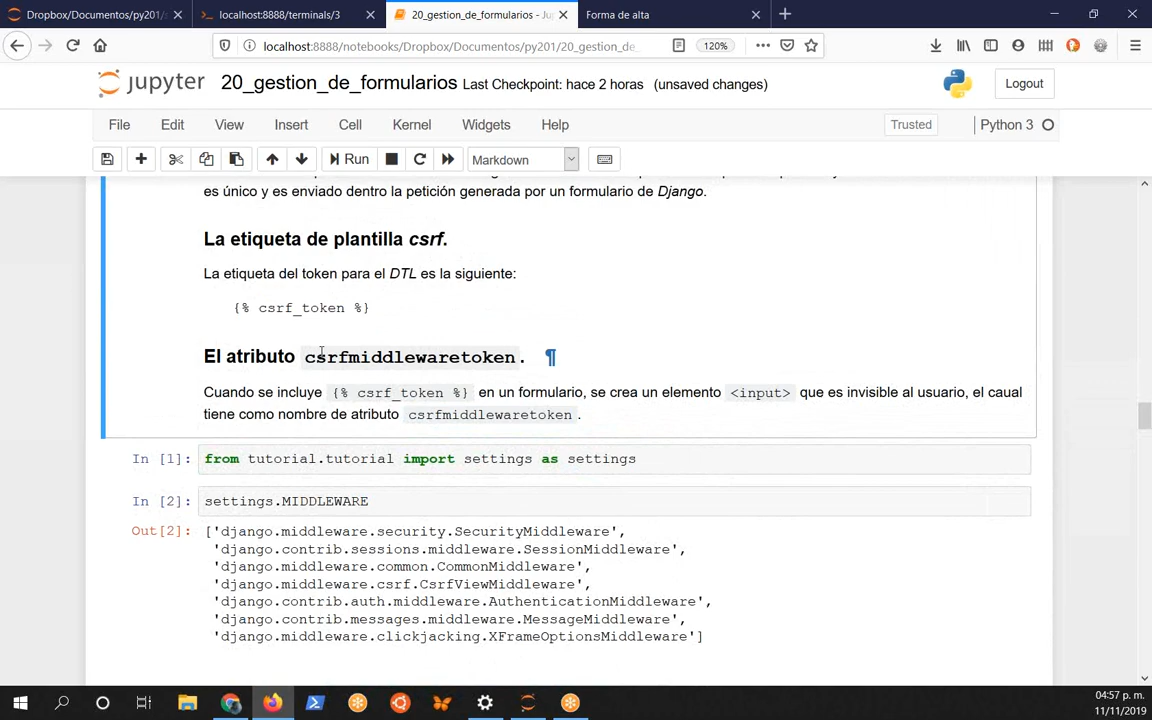 Dropbox/Documentos/py201/
localhost:8888/terminals/3
20_gestion_de_formularios - Ju
Forma de alta
localhost:8888/notebooks/Dropbox/Documentos/py201/20_gestion_de_
120%
jupyter
20_gestion_de_formularios Last Checkpoint: hace 2 horas (unsaved changes)
Logout
File Edit View Insert Cell Kernel Widgets Help
Trusted
Python 3
Run
Markdown
es único y es enviado dentro la petición generada por un formulario de Django.
La etiqueta de plantilla csrf.
La etiqueta del token para el DTL es la siguiente:
{% csrf_token %}
El atributo csrfmiddlewaretoken. ¶
Cuando se incluye {% csrf_token %} en un formulario, se crea un elemento <input> que es invisible al usuario, el caual
tiene como nombre de atributo csrfmiddlewaretoken.
In [1]: from tutorial.tutorial import settings as settings
In [2]: settings.MIDDLEWARE
Out[2]: ['django.middleware.security.SecurityMiddleware',
'django.contrib.sessions.middleware.SessionMiddleware',
'django.middleware.common.CommonMiddleware',
'django.middleware.csrf.CsrfViewMiddleware',
'django.contrib.auth.middleware.AuthenticationMiddleware',
'django.contrib.messages.middleware.MessageMiddleware',
'django.middleware.clickjacking.XFrameOptionsMiddleware']
04:57 p. m.
11/11/2019